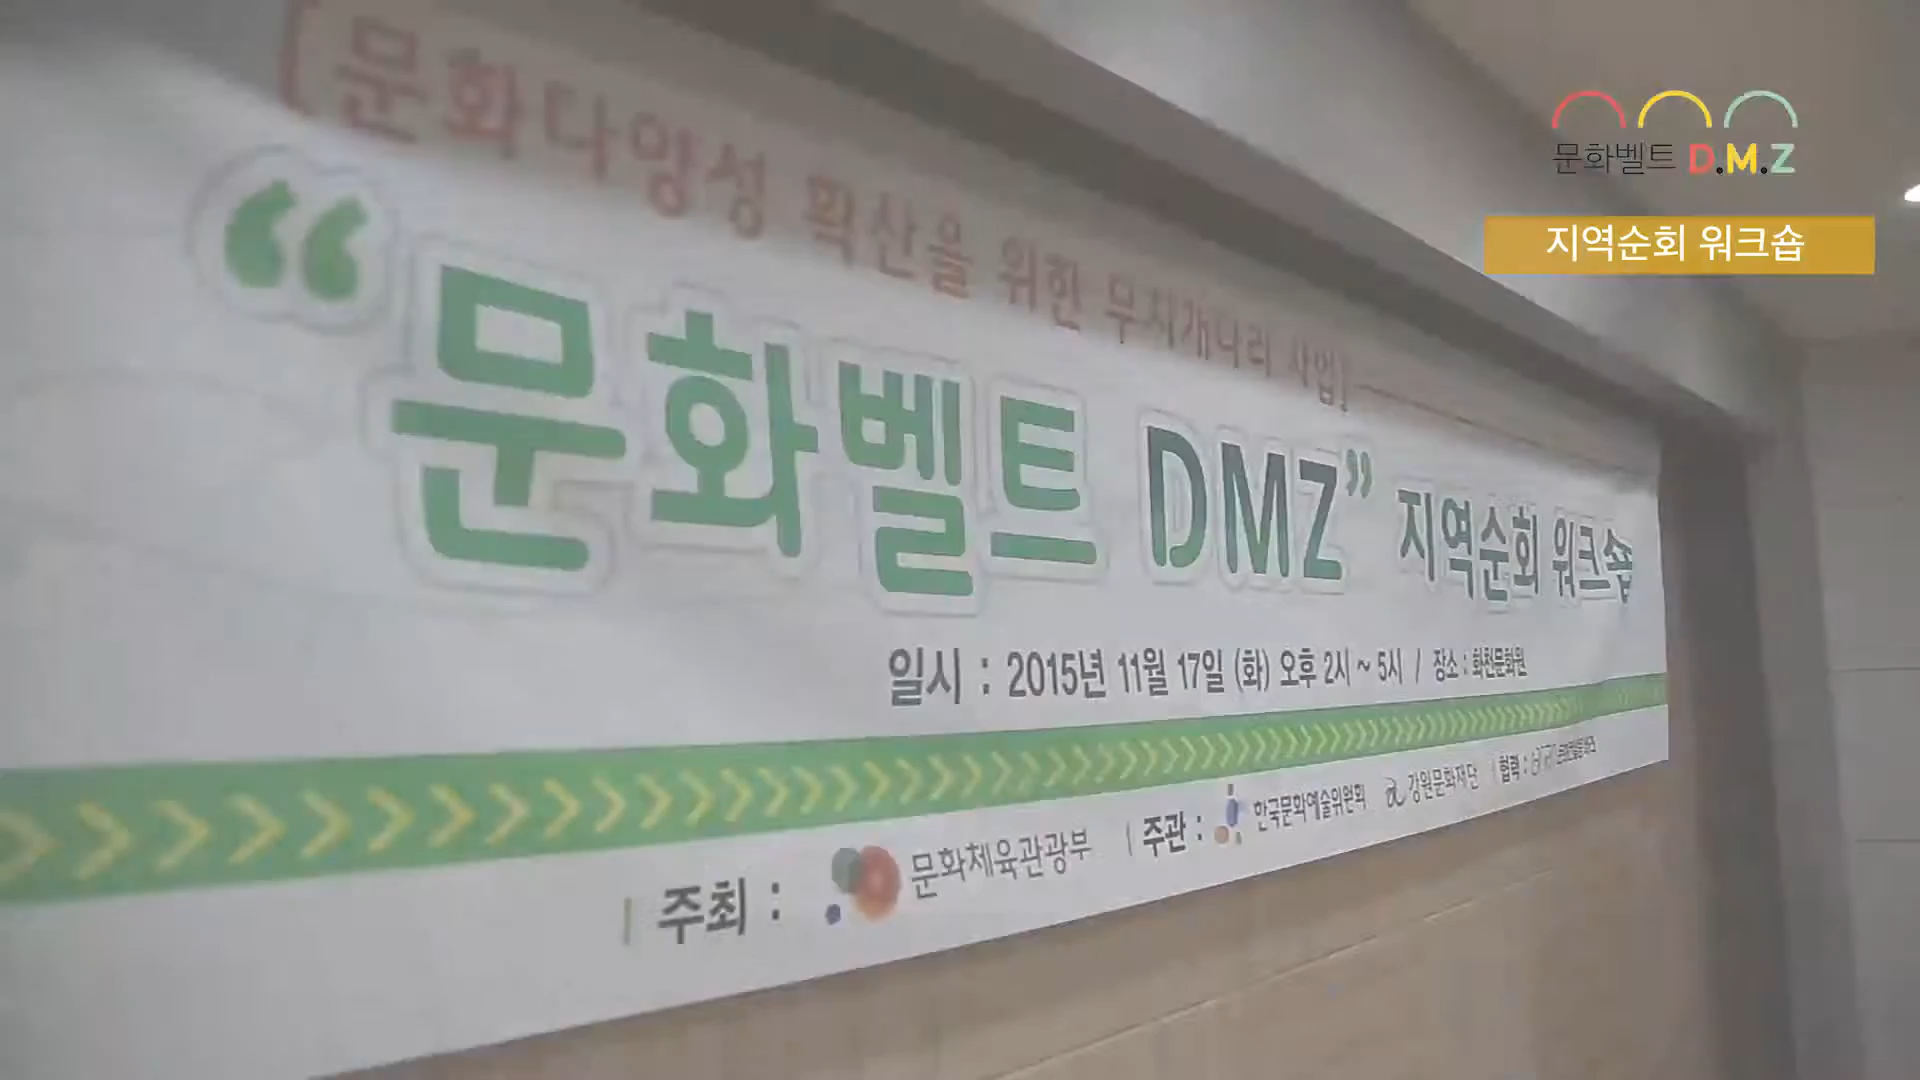 문화벨트 D.M.Z
지역순회 워크숍
[문화다양성 확산을 위한 무지개다리 사업]
“문화벨트 DMZ” 지역순회 워크숍
일시 : 2015년 11월 17일 (화) 오후 2시 ~ 5시 / 장소 : 화천문화원
| 주최 : 문화체육관광부 | 주관 : 한국문화예술위원회 강원문화재단 | 협력 :